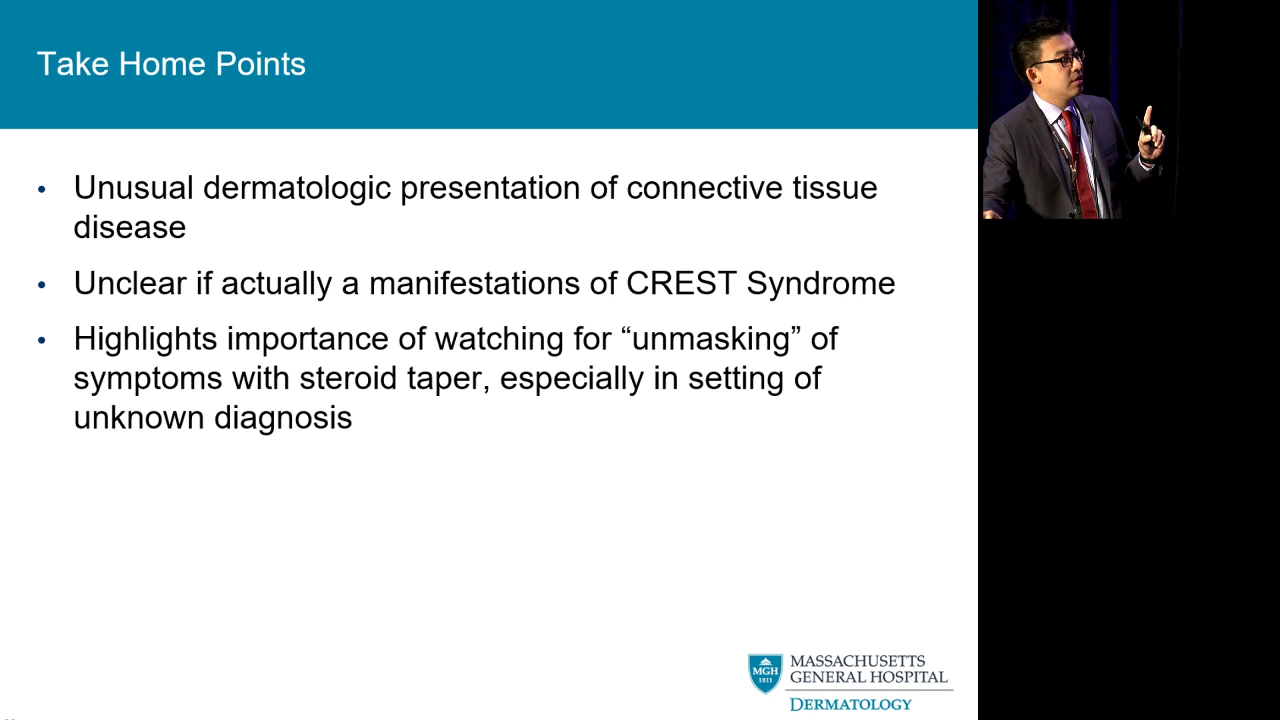 Take Home Points
• Unusual dermatologic presentation of connective tissue
disease
• Unclear if actually a manifestations of CREST Syndrome
• Highlights importance of watching for “unmasking” of
symptoms with steroid taper, especially in setting of
unknown diagnosis
MGH
1811
MASSACHUSETTS
GENERAL HOSPITAL
DERMATOLOGY